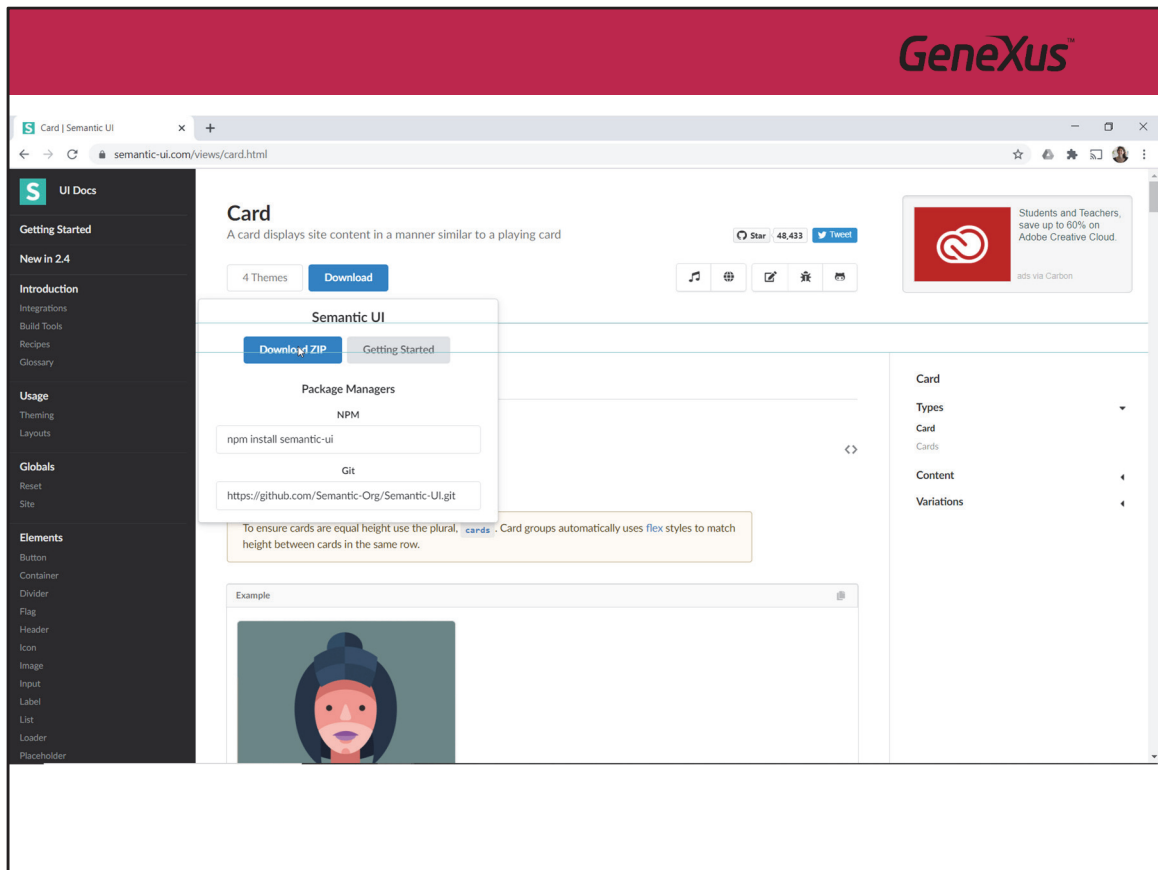 GeneXus™
Card | Semantic UI
semantic-ui.com/views/card.html
UI Docs
Getting Started
New in 2.4
Introduction
Integrations
Build Tools
Recipes
Glossary
Usage
Theming
Layouts
Globals
Reset
Site
Elements
Button
Container
Divider
Flag
Header
Icon
Image
Input
Label
List
Loader
Placeholder
Card
A card displays site content in a manner similar to a playing card
Star 48,433 Tweet
4 Themes Download
Semantic UI
Download ZIP Getting Started
Package Managers
NPM
npm install semantic-ui
Git
https://github.com/Semantic-Org/Semantic-UI.git
To ensure cards are equal height use the plural, cards . Card groups automatically uses flex styles to match
height between cards in the same row.
Example
Students and Teachers,
save up to 60% on
Adobe Creative Cloud.
ads via Carbon
Card
Types
Card
Cards
Content
Variations